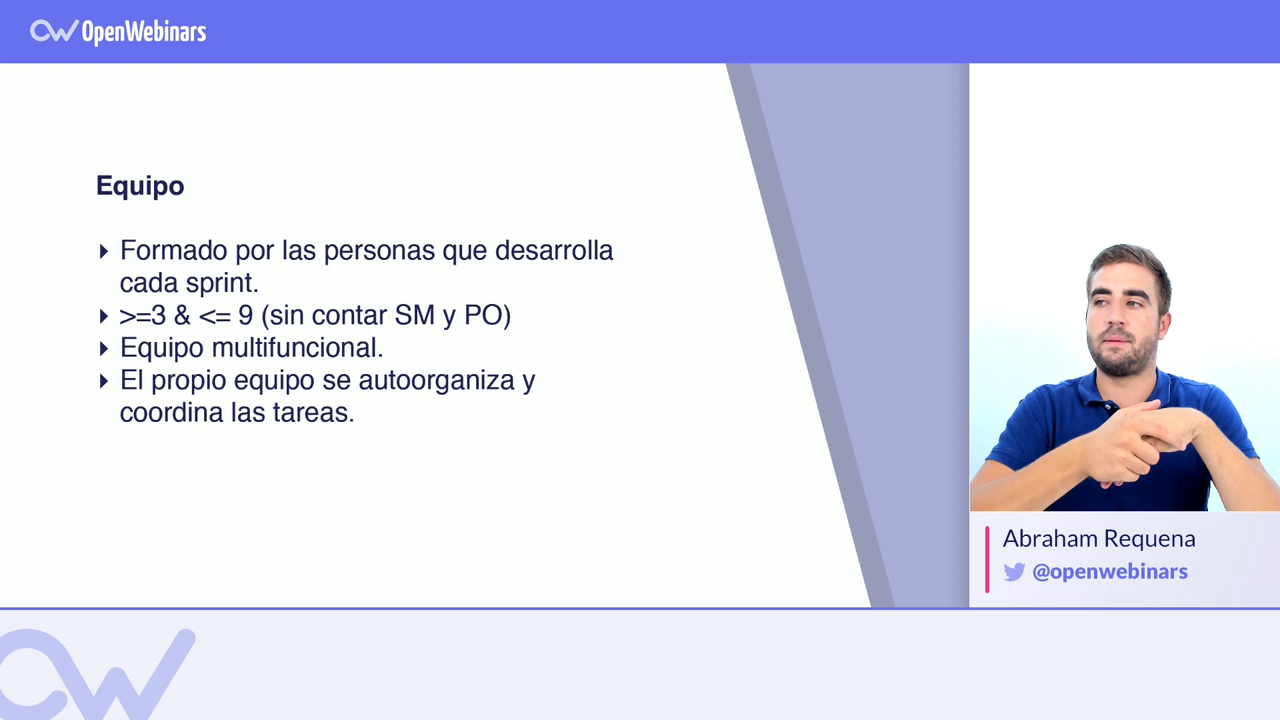 OpenWebinars
Equipo
Formado por las personas que desarrolla
cada sprint.
>=3 & <= 9 (sin contar SM y PO)
Equipo multifuncional.
El propio equipo se autoorganiza y
coordina las tareas.
Abraham Requena
@openwebinars